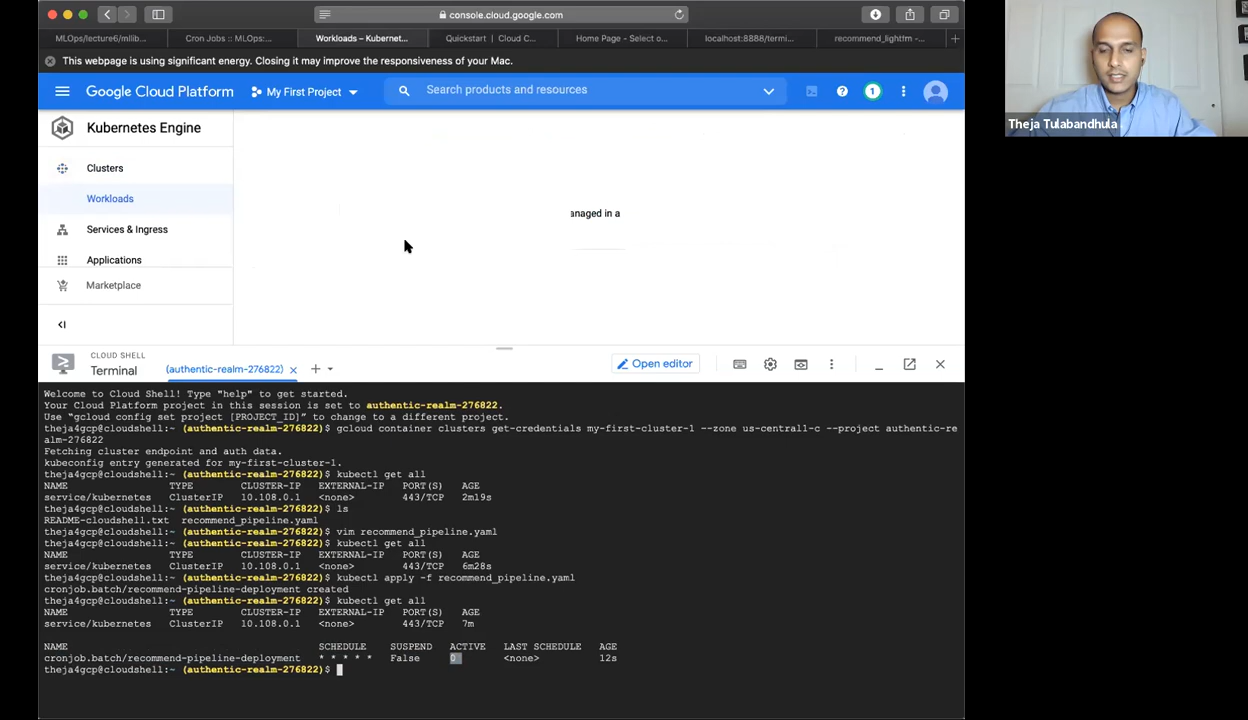 console.cloud.google.com
MLOps/lecture6/mllib...
Cron Jobs :: MLOps:...
Workloads – Kubernet...
Quickstart | Cloud C...
Home Page - Select o...
localhost:8888/termi...
recommend_lightfm -...
This webpage is using significant energy. Closing it may improve the responsiveness of your Mac.
Google Cloud Platform
My First Project
Search products and resources
1
Theja Tulabandhula
Kubernetes Engine
Clusters
Workloads
Services & Ingress
Applications
Marketplace
anaged in a
CLOUD SHELL
Terminal
(authentic-realm-276822)
Open editor
Welcome to Cloud Shell! Type "help" to get started.
Your Cloud Platform project in this session is set to authentic-realm-276822.
Use "gcloud config set project [PROJECT_ID]" to change to a different project.
theja4gcp@cloudshell:~ (authentic-realm-276822)$ gcloud container clusters get-credentials my-first-cluster-1 --zone us-central1-c --project authentic-re
alm-276822
Fetching cluster endpoint and auth data.
kubeconfig entry generated for my-first-cluster-1.
theja4gcp@cloudshell:~ (authentic-realm-276822)$ kubectl get all
NAME TYPE CLUSTER-IP EXTERNAL-IP PORT(S) AGE
service/kubernetes ClusterIP 10.108.0.1 <none> 443/TCP 2m19s
theja4gcp@cloudshell:~ (authentic-realm-276822)$ ls
README-cloudshell.txt recommend_pipeline.yaml
theja4gcp@cloudshell:~ (authentic-realm-276822)$ vim recommend_pipeline.yaml
theja4gcp@cloudshell:~ (authentic-realm-276822)$ kubectl get all
NAME TYPE CLUSTER-IP EXTERNAL-IP PORT(S) AGE
service/kubernetes ClusterIP 10.108.0.1 <none> 443/TCP 6m28s
theja4gcp@cloudshell:~ (authentic-realm-276822)$ kubectl apply -f recommend_pipeline.yaml
cronjob.batch/recommend-pipeline-deployment created
theja4gcp@cloudshell:~ (authentic-realm-276822)$ kubectl get all
NAME TYPE CLUSTER-IP EXTERNAL-IP PORT(S) AGE
service/kubernetes ClusterIP 10.108.0.1 <none> 443/TCP 7m
NAME SCHEDULE SUSPEND ACTIVE LAST SCHEDULE AGE
cronjob.batch/recommend-pipeline-deployment * * * * * False 0 <none> 12s
theja4gcp@cloudshell:~ (authentic-realm-276822)$